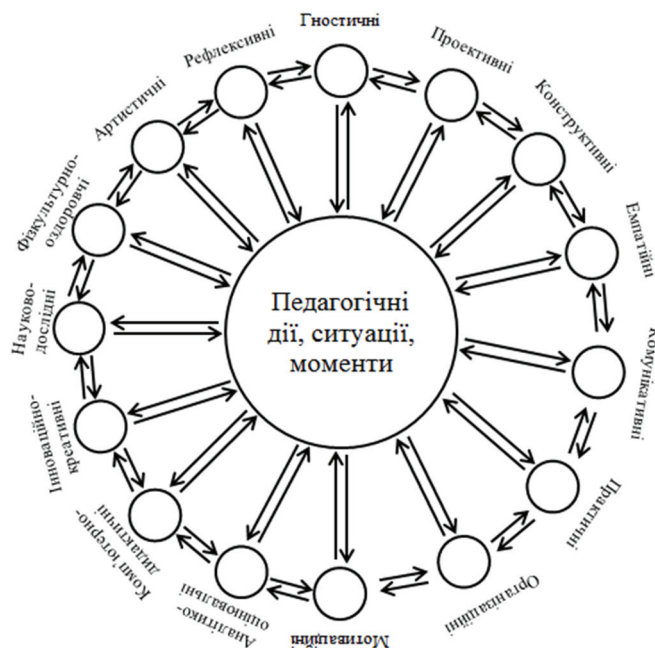 Гностичні
Проективні
Конструктивні
Емпатійні
Комунікативні
Практичні
Організаційні
Мотиваційні
Аналітико-
оцінювальні
Комп'ютерно-
дидактичні
Інноваційно-
креативні
Науково-
дослідні
Фізкультурно-
оздоровчі
Артистичні
Рефлексивні
Педагогічні
дії, ситуації,
моменти